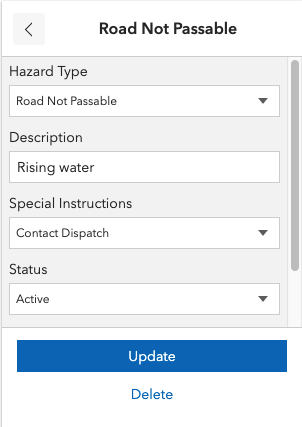 Road Not Passable
Hazard Type
Road Not Passable
Description
Rising water
Special Instructions
Contact Dispatch
Status
Active
Update
Delete